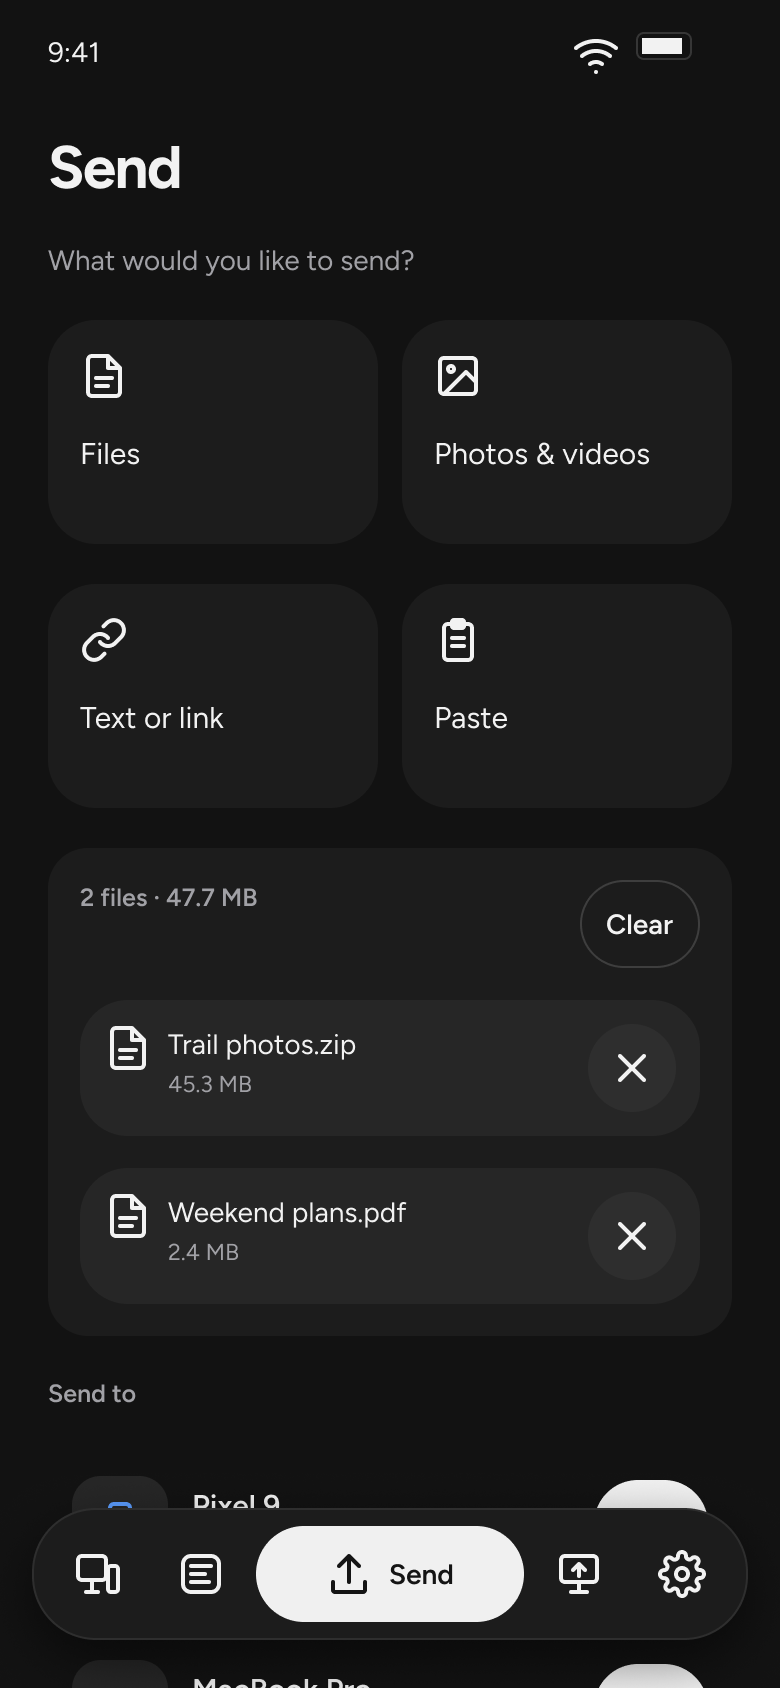 9:41
Send
What would you like to send?
Files
Photos & videos
Text or link
Paste
2 files · 47.7 MB
Clear
Trail photos.zip
45.3 MB
Weekend plans.pdf
2.4 MB
Send to
Pixel 9
Send
MacBook Pro